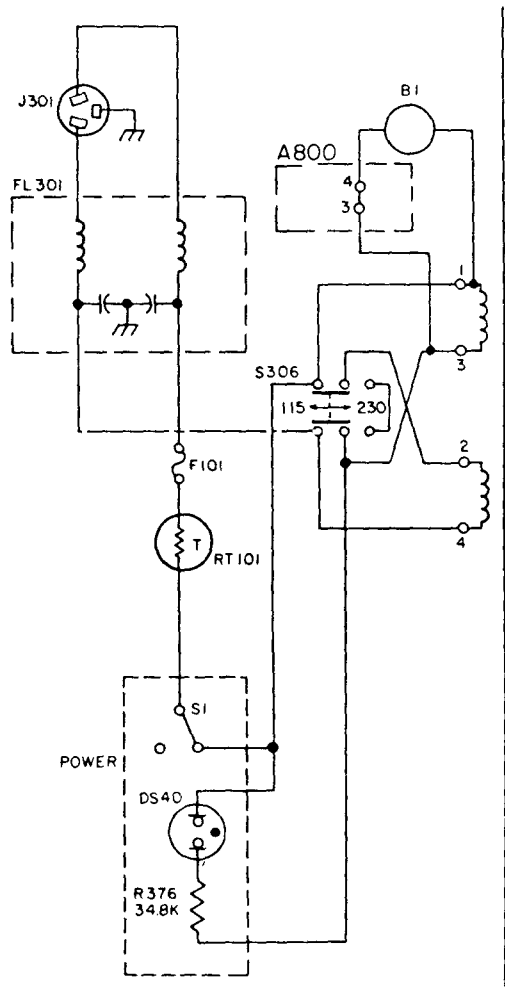 J301
B1
A800
4
3
FL301
1
3
S306
115
230
2
4
F101
T
RT101
S1
POWER
DS40
R376
34.8K